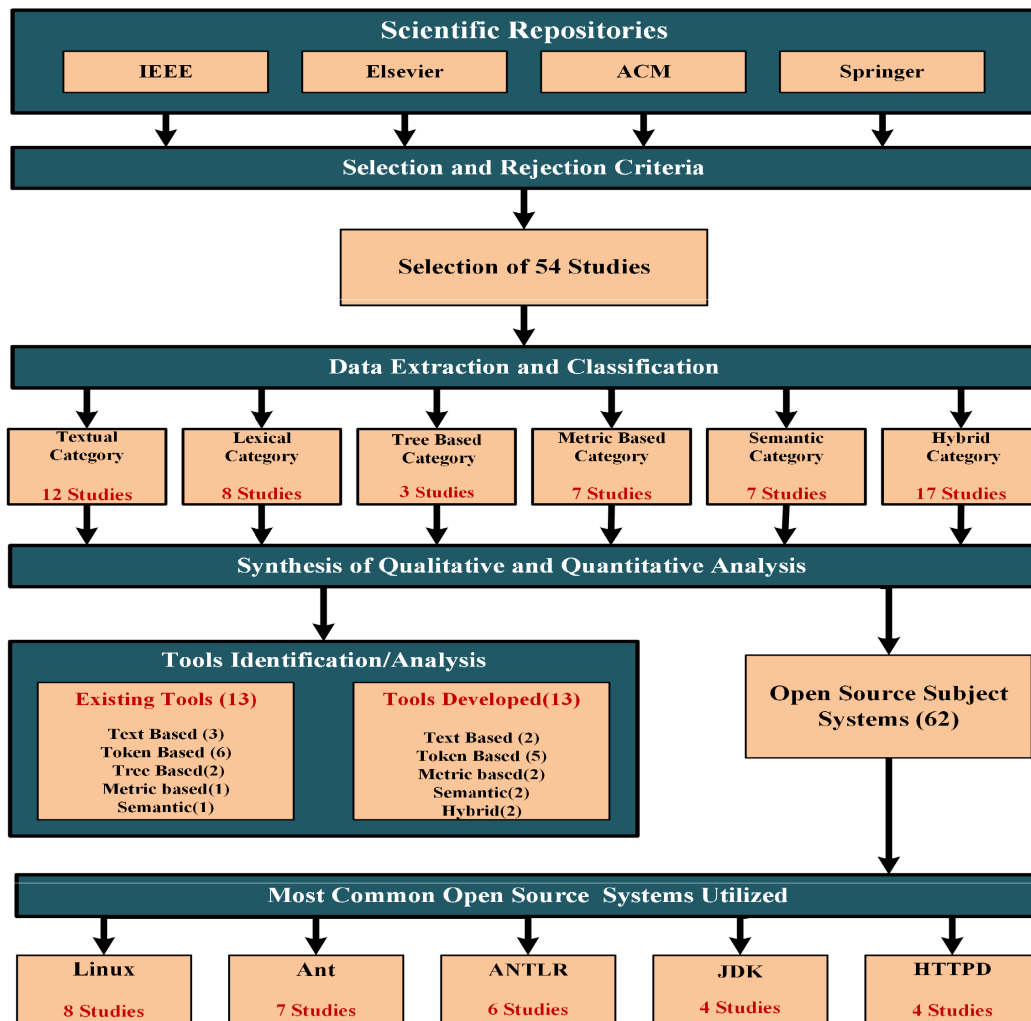 Scientific Repositories
IEEE
Elsevier
ACM
Springer
Selection and Rejection Criteria
Selection of 54 Studies
Data Extraction and Classification
Textual
Category
12 Studies
Lexical
Category
8 Studies
Tree Based
Category
3 Studies
Metric Based
Category
7 Studies
Semantic
Category
7 Studies
Hybrid
Category
17 Studies
Synthesis of Qualitative and Quantitative Analysis
Tools Identification/Analysis
Existing Tools (13)
Text Based (3)
Token Based (6)
Tree Based(2)
Metric based(1)
Semantic(1)
Tools Developed(13)
Text Based (2)
Token Based (5)
Metric based(2)
Semantic(2)
Hybrid(2)
Open Source Subject
Systems (62)
Most Common Open Source Systems Utilized
Linux
8 Studies
Ant
7 Studies
ANTLR
6 Studies
JDK
4 Studies
HTTPD
4 Studies